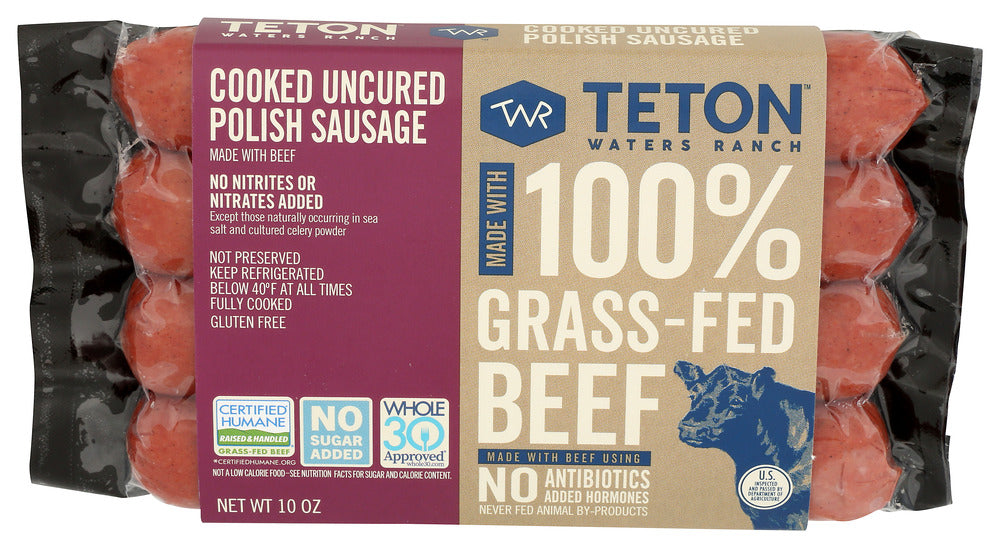 TETON
WATERS RANCH
TWR
COOKED UNCURED
POLISH SAUSAGE
COOKED UNCURED
POLISH SAUSAGE
MADE WITH BEEF
NO NITRITES OR
NITRATES ADDED
Except those naturally occurring in sea
salt and cultured celery powder
NOT PRESERVED
KEEP REFRIGERATED
BELOW 40°F AT ALL TIMES
FULLY COOKED
GLUTEN FREE
CERTIFIED
HUMANE
RAISED & HANDLED
GRASS-FED BEEF
*CERTIFIEDHUMANE.ORG
NO
SUGAR
ADDED
WHOLE
30
Approved®
whole30.com
NOT A LOW CALORIE FOOD–SEE NUTRITION FACTS FOR SUGAR AND CALORIE CONTENT.
NET WT 10 OZ
TWR
TETON™
WATERS RANCH
MADE WITH
100%
GRASS-FED
BEEF
MADE WITH BEEF USING
NO ANTIBIOTICS
ADDED HORMONES
NEVER FED ANIMAL BY-PRODUCTS
U.S.
INSPECTED
AND PASSED BY
DEPARTMENT OF
AGRICULTURE